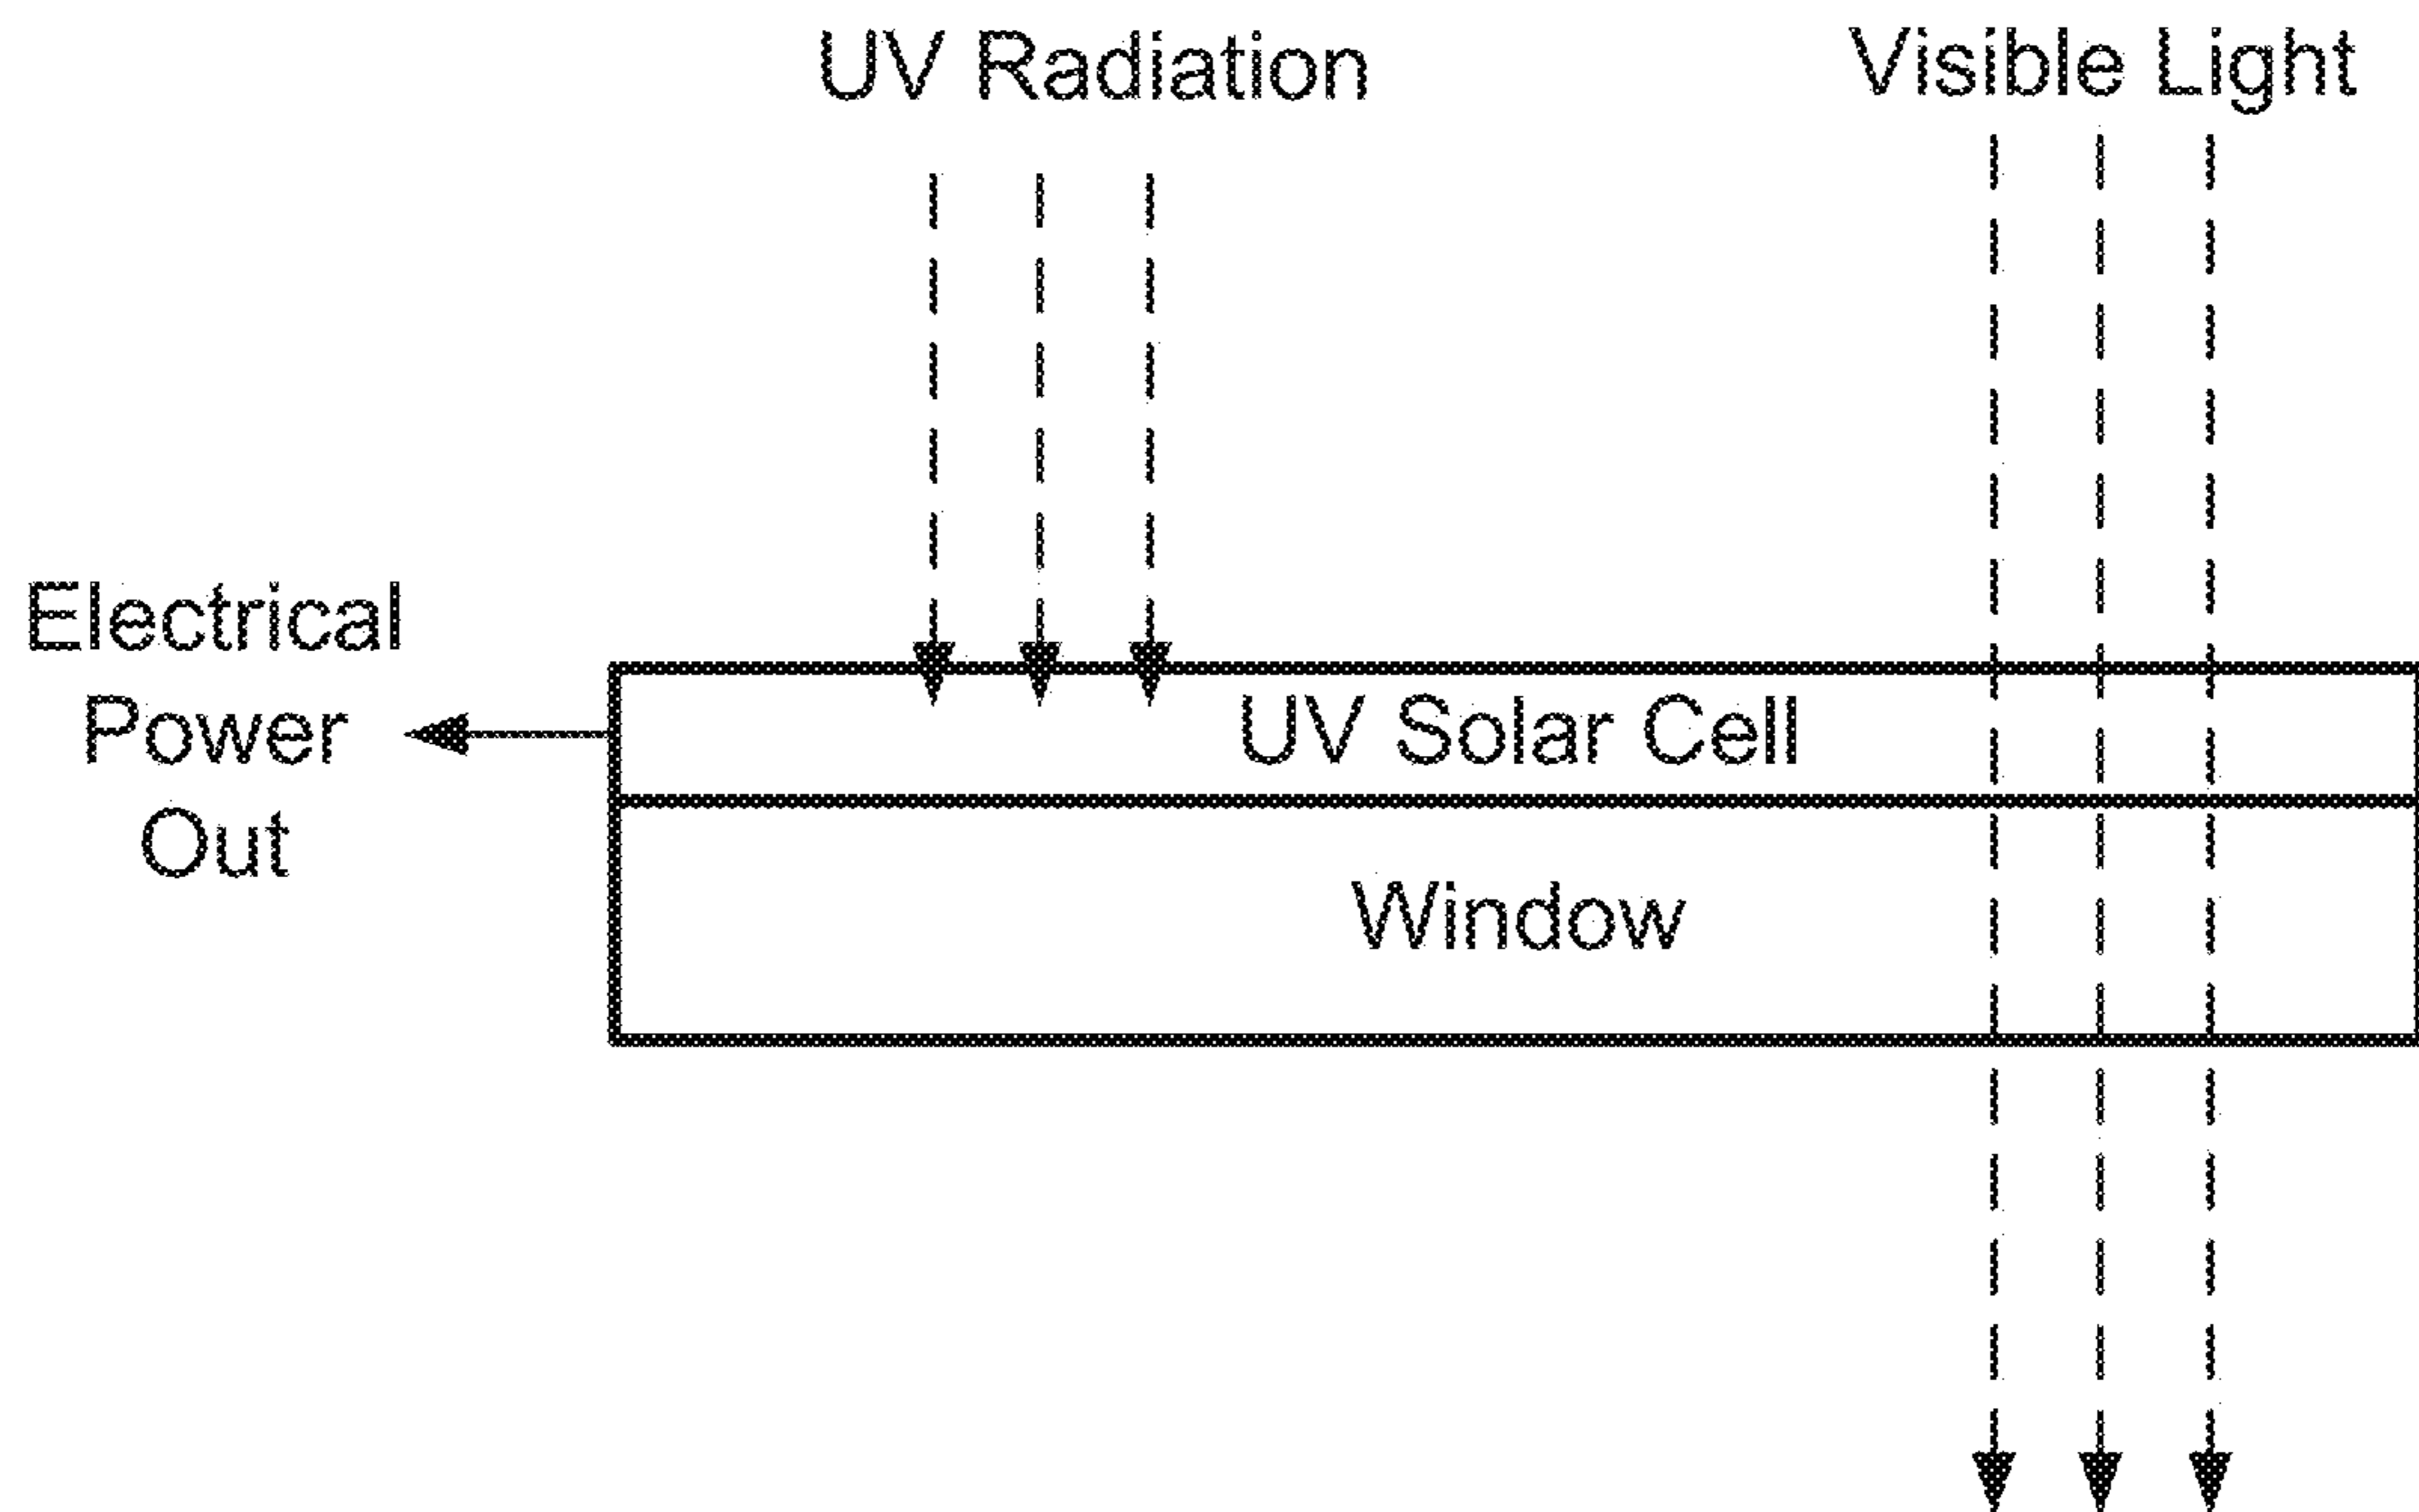 UV Radiation
Visible Light
Electrical
Power
Out
UV Solar Cell
Window